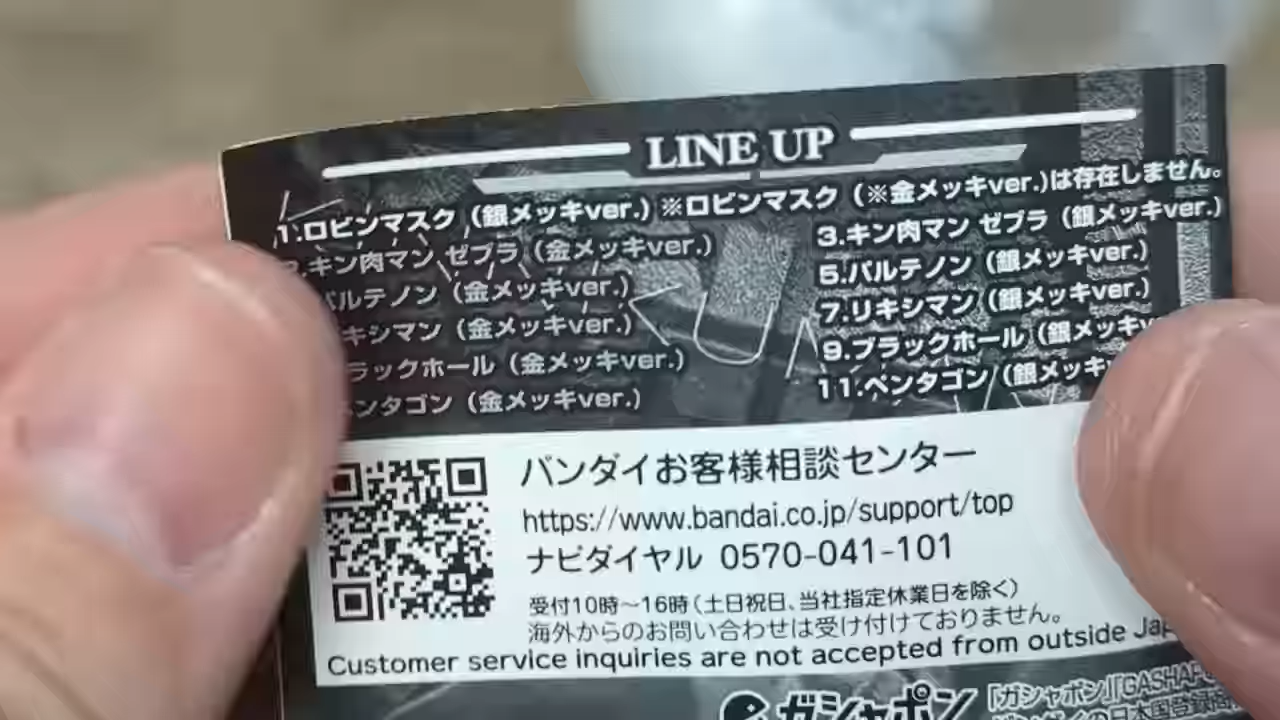 LINE UP
1.ロビンマスク（銀メッキver.）※ロビンマスク（※金メッキver.）は存在しません。
キン肉マン ゼブラ（金メッキver.）
3.キン肉マン ゼブラ（銀メッキver.）
パルテノン（金メッキver.）
5.パルテノン（銀メッキver.）
キシマン（金メッキver.）
7.リキシマン（銀メッキver.）
ラックホール（金メッキver.）
9.ブラックホール（銀メッキv
ンタゴン（金メッキver.）
11.ペンタゴン（銀メッキv
バンダイお客様相談センター
https://www.bandai.co.jp/support/top
ナビダイヤル 0570-041-101
受付10時～16時（土日祝日、当社指定休業日を除く）
海外からのお問い合わせは受け付けておりません。
Customer service inquiries are not accepted from outside Jap
ガシャポン
「ガシャポン」「GASHAPO